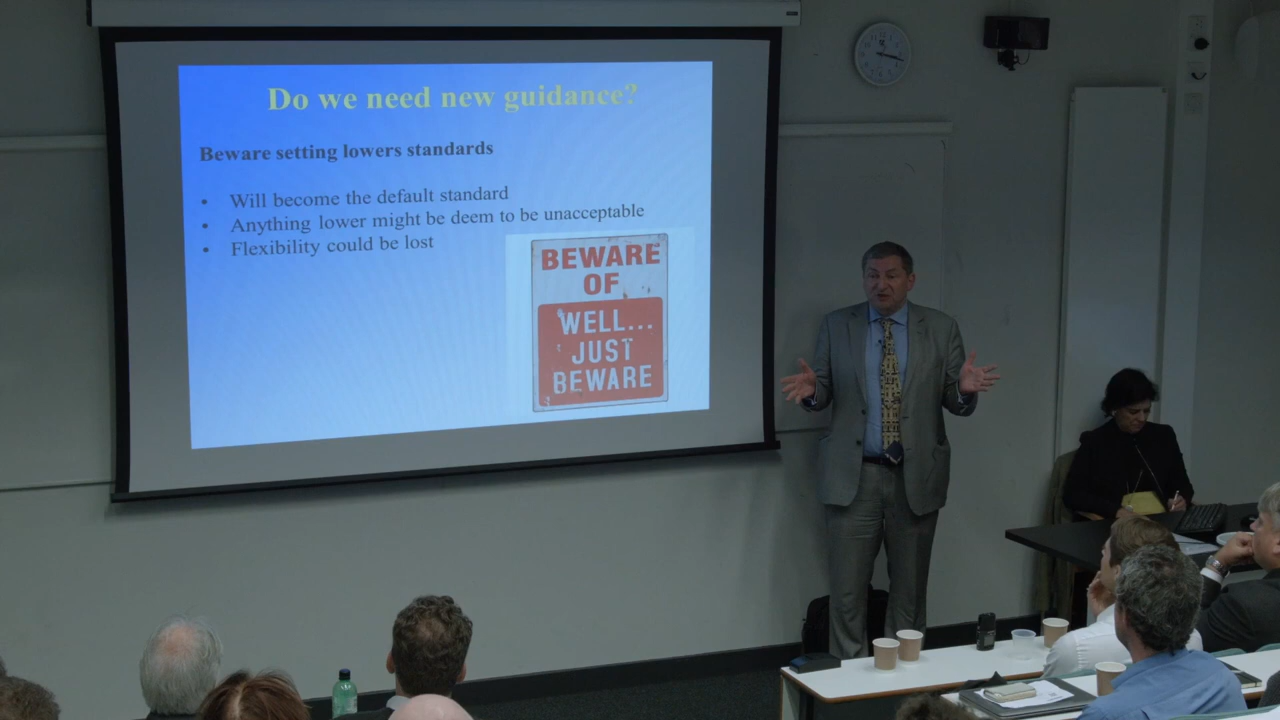 Do we need new guidance?
Beware setting lowers standards
• Will become the default standard
• Anything lower might be deem to be unacceptable
• Flexibility could be lost
BEWARE
OF
WELL...
JUST
BEWARE